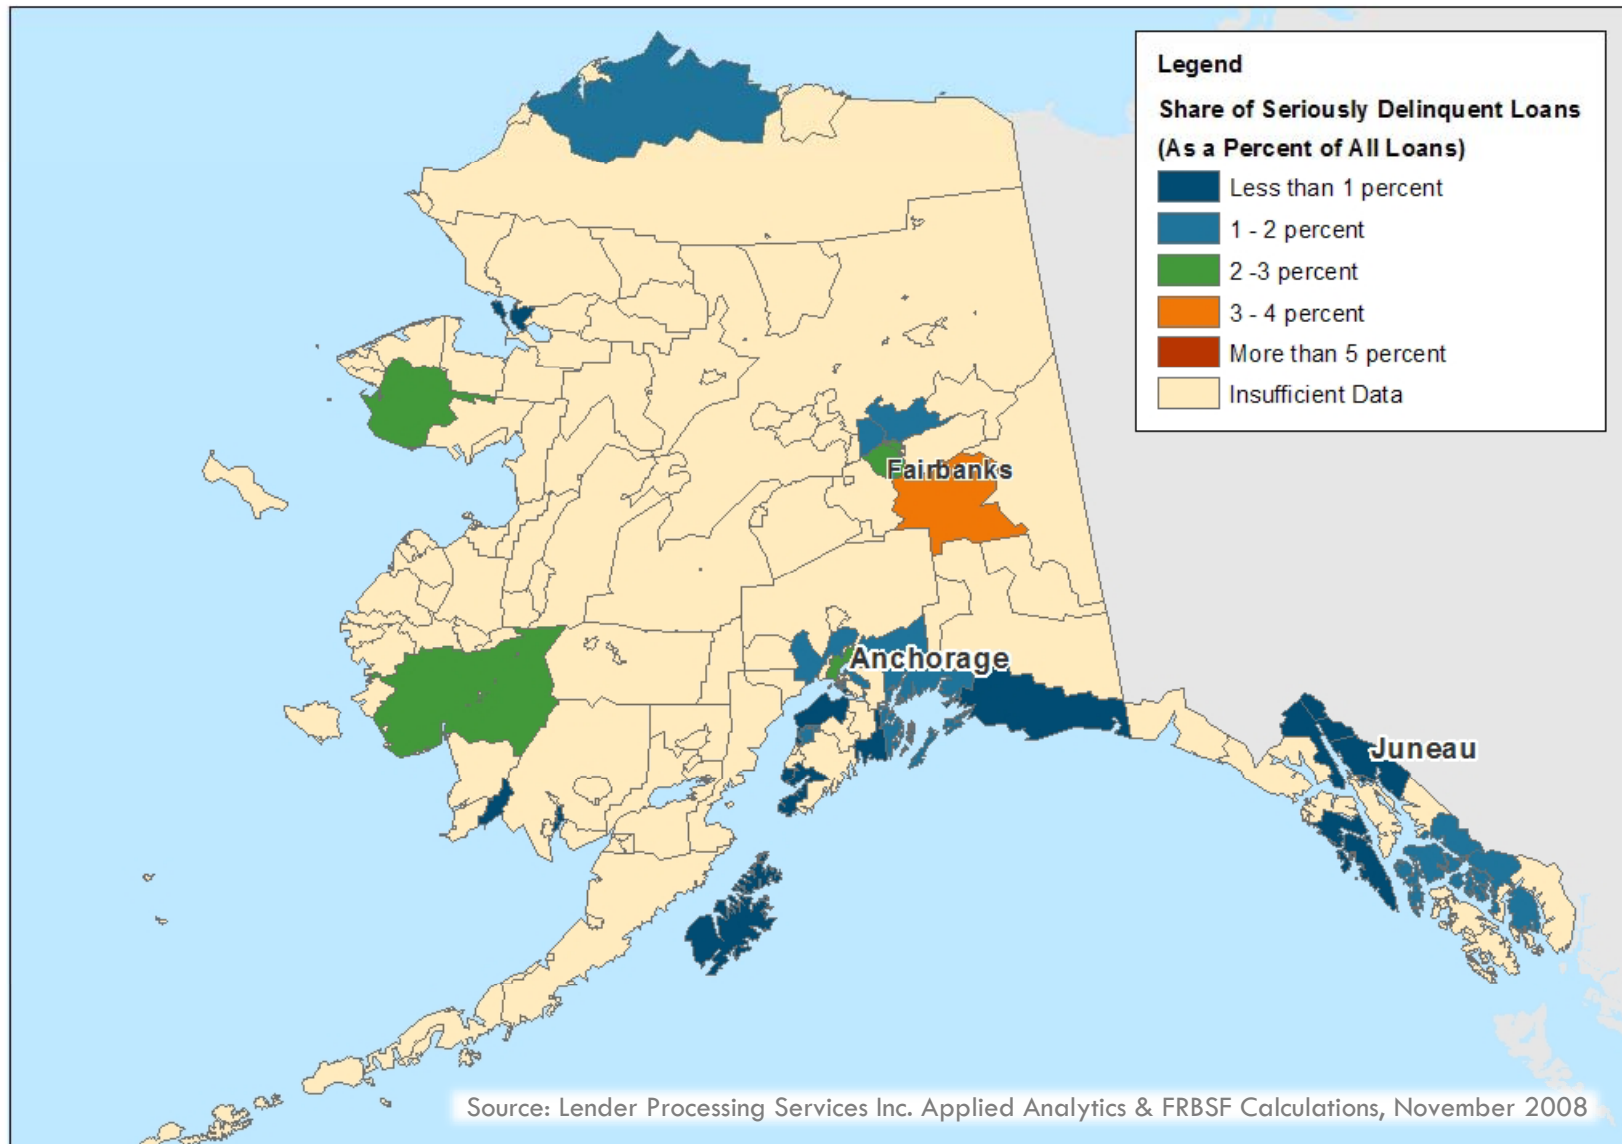 Legend
Share of Seriously Delinquent Loans
(As a Percent of All Loans)
Less than 1 percent
1 - 2 percent
2 -3 percent
3 - 4 percent
More than 5 percent
Insufficient Data
Fairbanks
Anchorage
Juneau
Source: Lender Processing Services Inc. Applied Analytics & FRBSF Calculations, November 2008